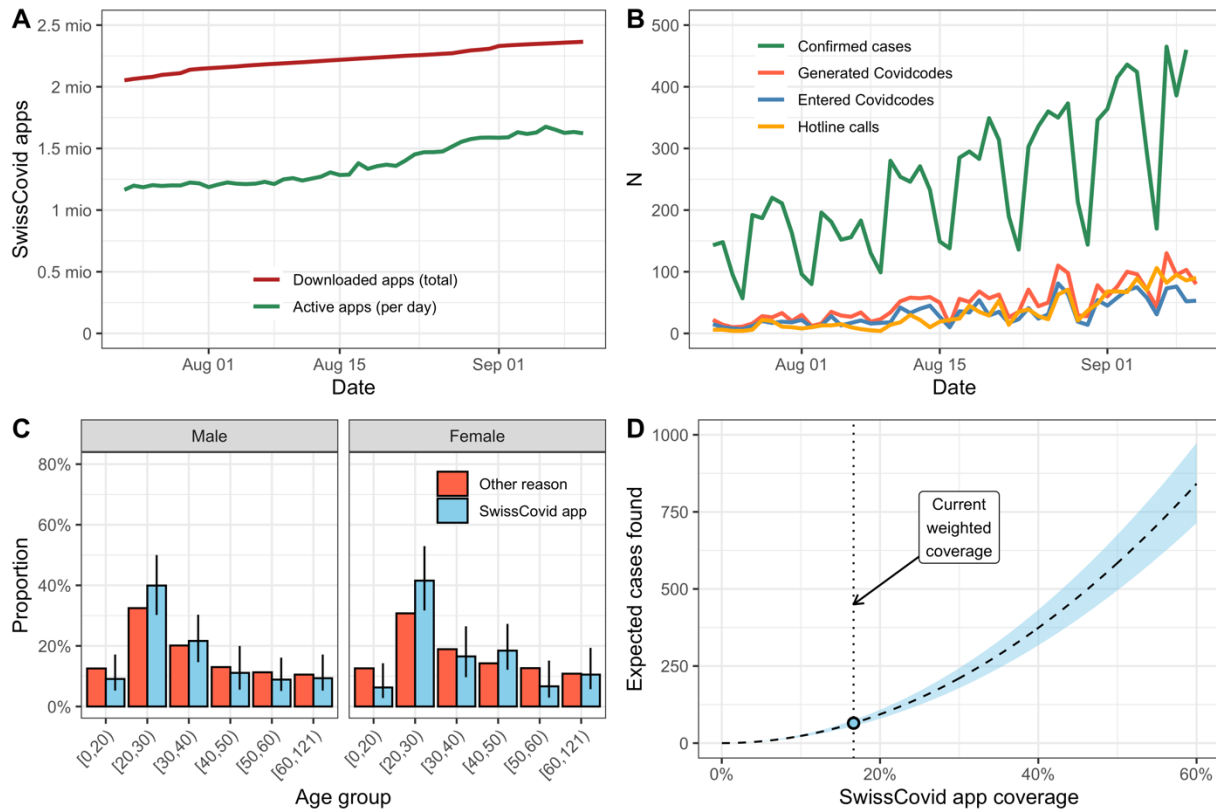 A
SwissCovid apps
2.5 mio
2 mio
1.5 mio
1 mio
0.5 mio
0
Downloaded apps (total)
Active apps (per day)
Aug 01
Aug 15
Sep 01
Date
B
N
500
400
300
200
100
0
Confirmed cases
Generated Covidcodes
Entered Covidcodes
Hotline calls
Aug 01
Aug 15
Sep 01
Date
C
Male
Female
Proportion
80%
60%
40%
20%
0%
Other reason
SwissCovid app
[0,20)
[20,30)
[30,40)
[40,50)
[50,60)
[60,121)
[0,20)
[20,30)
[30,40)
[40,50)
[50,60)
[60,121)
Age group
D
Expected cases found
1000
750
500
250
0
Current
weighted
coverage
0%
20%
40%
60%
SwissCovid app coverage